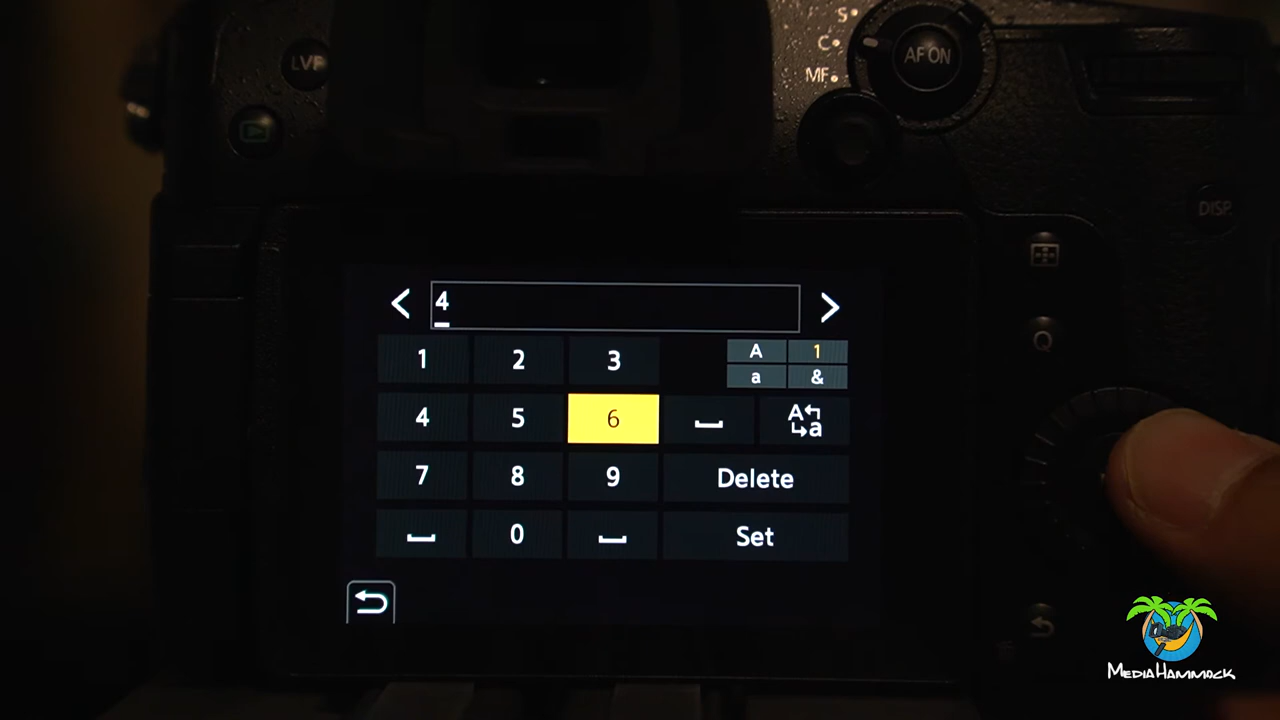 S
C
MF
AF ON
LVF
DISP.
Q
4
1 2 3
A 1
a &
4 5 6
A a
7 8 9 Delete
0 Set
MEDIAHAMMOCK